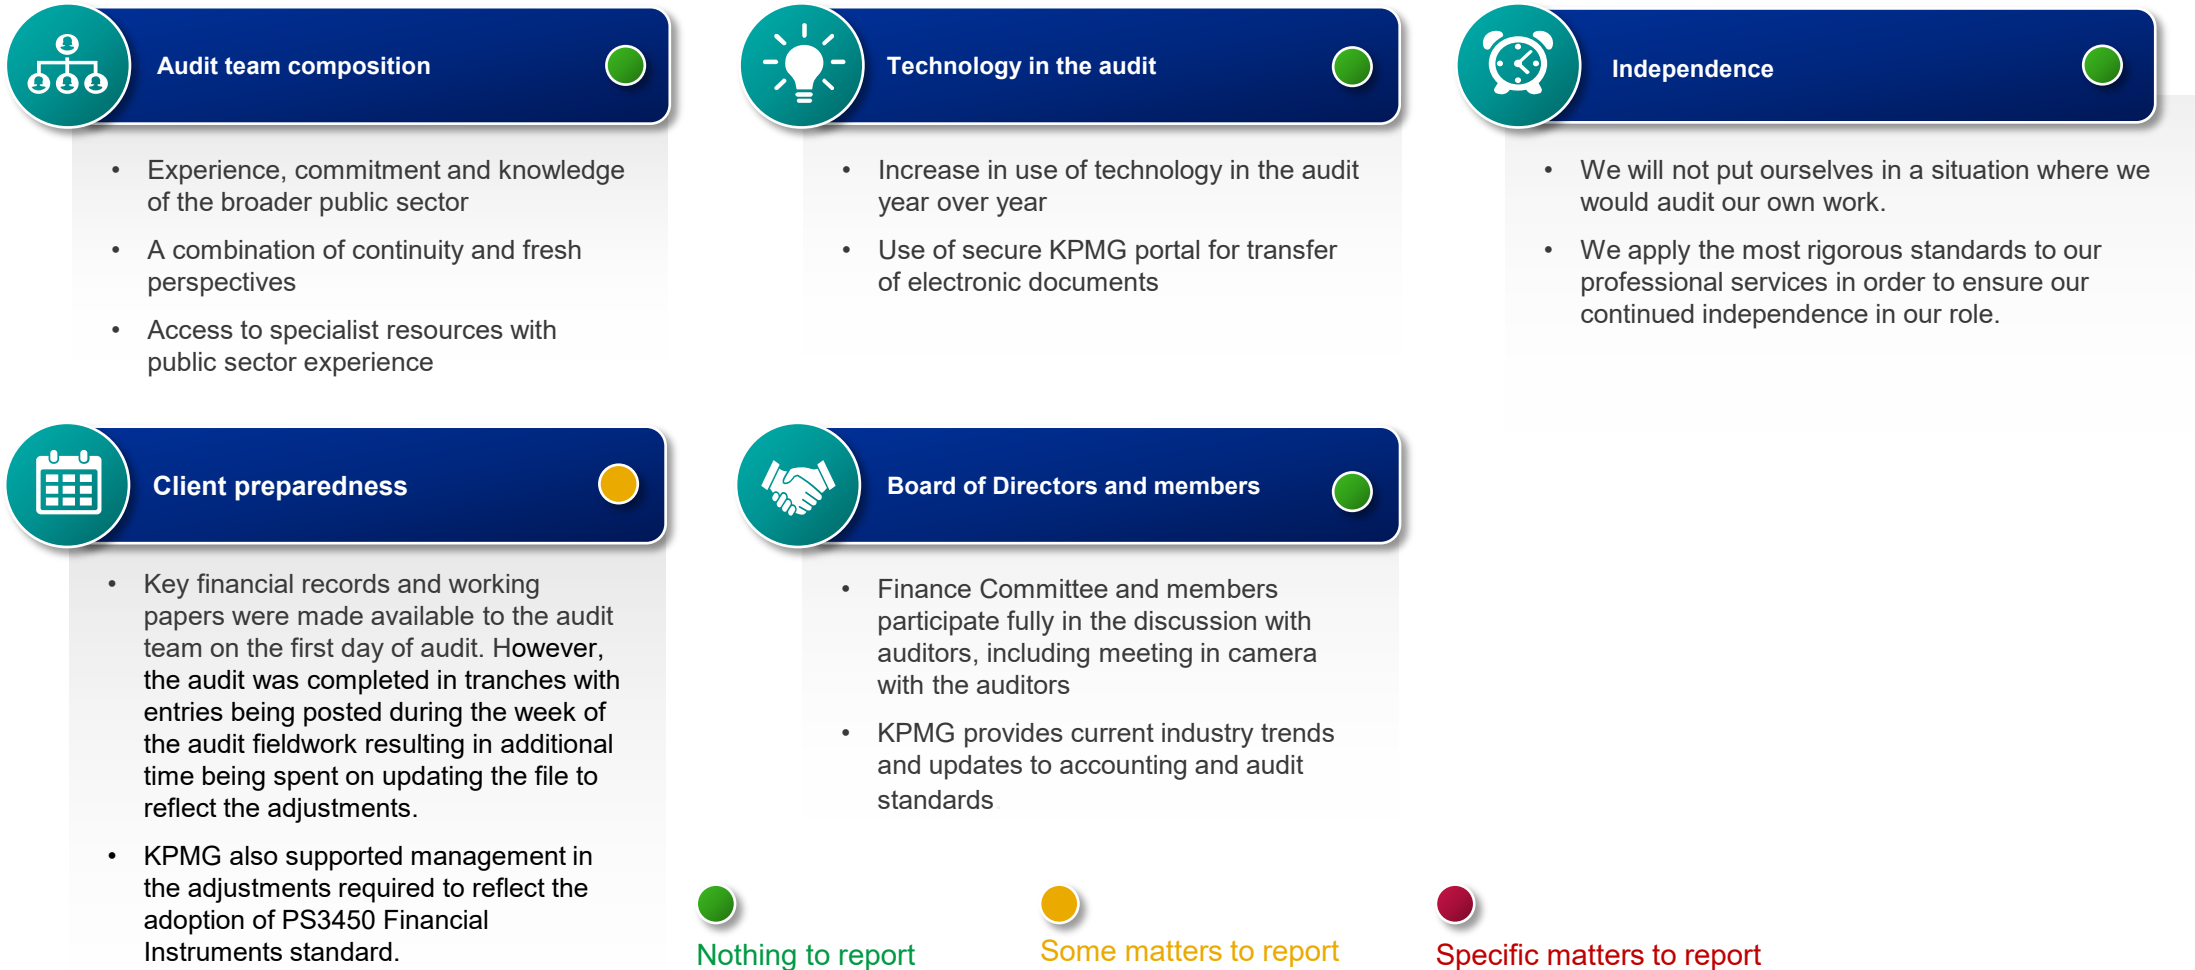 Audit team composition
• Experience, commitment and knowledge
of the broader public sector
• A combination of continuity and fresh
perspectives
• Access to specialist resources with
public sector experience
Technology in the audit
• Increase in use of technology in the audit
year over year
• Use of secure KPMG portal for transfer
of electronic documents
Independence
• We will not put ourselves in a situation where we
would audit our own work.
• We apply the most rigorous standards to our
professional services in order to ensure our
continued independence in our role.
Client preparedness
• Key financial records and working
papers were made available to the audit
team on the first day of audit. However,
the audit was completed in tranches with
entries being posted during the week of
the audit fieldwork resulting in additional
time being spent on updating the file to
reflect the adjustments.
• KPMG also supported management in
the adjustments required to reflect the
adoption of PS3450 Financial
Instruments standard.
Board of Directors and members
• Finance Committee and members
participate fully in the discussion with
auditors, including meeting in camera
with the auditors
• KPMG provides current industry trends
and updates to accounting and audit
standards
Nothing to report
Some matters to report
Specific matters to report